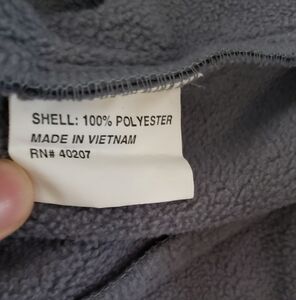 SHELL: 100% POLYESTER
MADE IN VIETNAM
RN# 40207